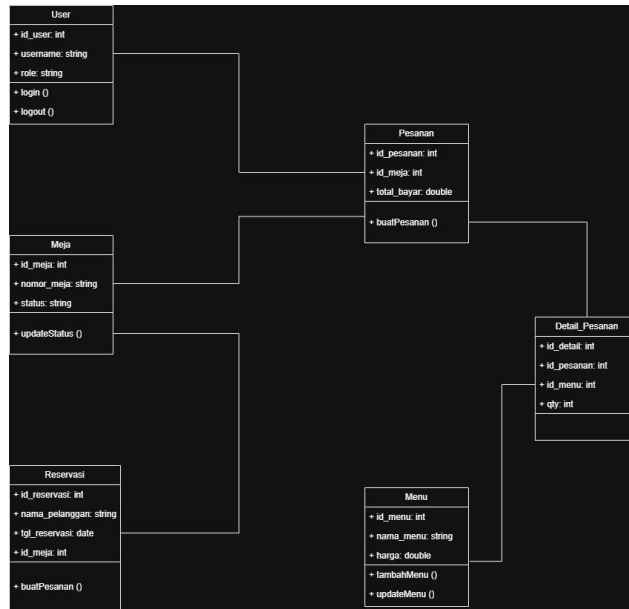 User
+ id_user: int
+ username: string
+ role: string
+ login ()
+ logout ()
Pesanan
+ id_pesanan: int
+ id_meja: int
+ total_bayar: double
+ buatPesanan ()
Meja
+ id_meja: int
+ nomor_meja: string
+ status: string
+ updateStatus ()
Detail_Pesanan
+ id_detail: int
+ id_pesanan: int
+ id_menu: int
+ qty: int
Reservasi
+ id_reservasi: int
+ nama_pelanggan: string
+ tgl_reservasi: date
+ id_meja: int
+ buatPesanan ()
Menu
+ id_menu: int
+ nama_menu: string
+ harga: double
+ tambahMenu ()
+ updateMenu ()